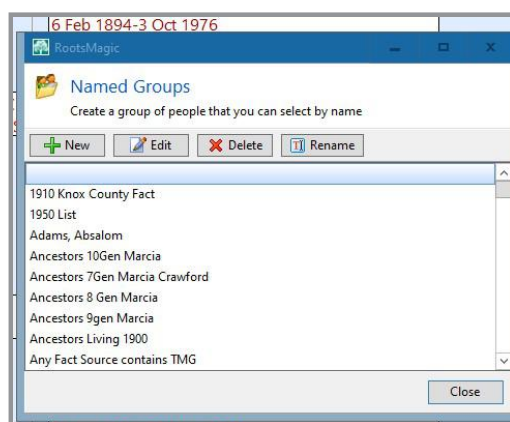 6 Feb 1894-3 Oct 1976
RootsMagic
Named Groups
Create a group of people that you can select by name
New Edit Delete Rename
1910 Knox County Fact
1950 List
Adams, Absalom
Ancestors 10Gen Marcia
Ancestors 7Gen Marcia Crawford
Ancestors 8 Gen Marcia
Ancestors 9gen Marcia
Ancestors Living 1900
Any Fact Source contains TMG
Close